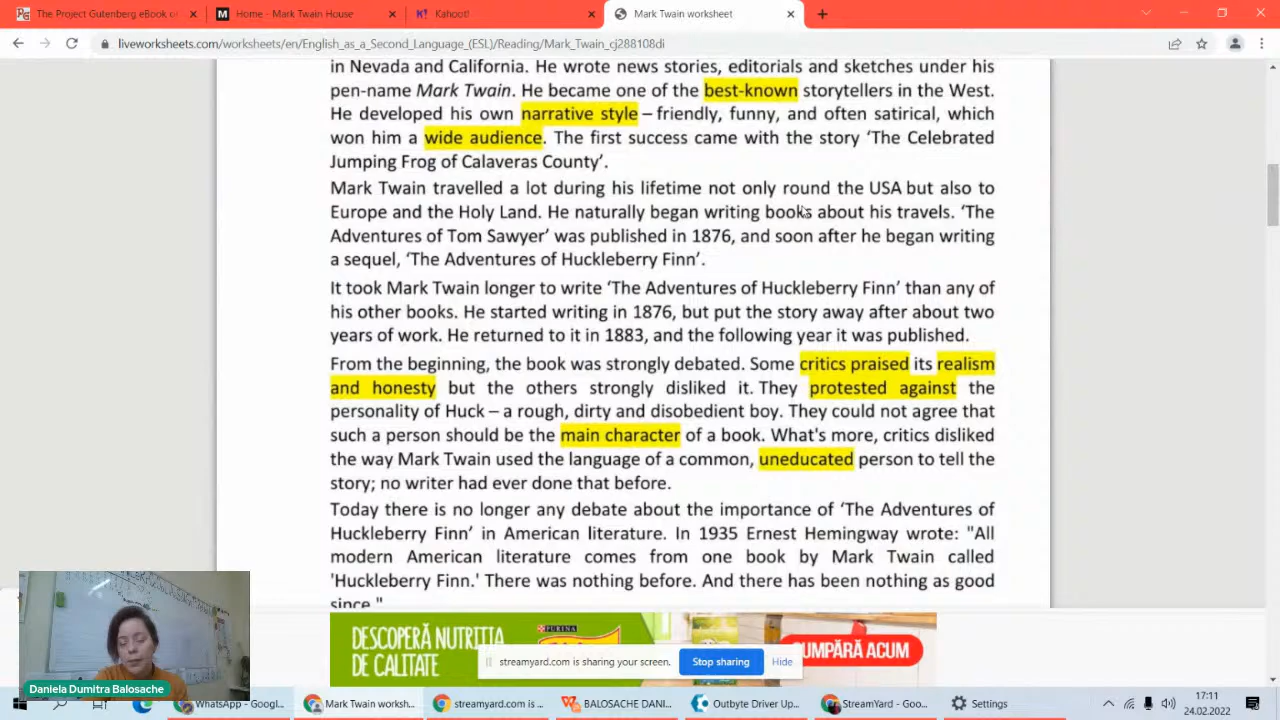 The Project Gutenberg eBook o
Home - Mark Twain House
Kahoot!
Mark Twain worksheet
liveworksheets.com/worksheets/en/English_as_a_Second_Language_(ESL)/Reading/Mark_Twain_cj288108di
in Nevada and California. He wrote news stories, editorials and sketches under his
pen-name Mark Twain. He became one of the best-known storytellers in the West.
He developed his own narrative style – friendly, funny, and often satirical, which
won him a wide audience. The first success came with the story ‘The Celebrated
Jumping Frog of Calaveras County’.
Mark Twain travelled a lot during his lifetime not only round the USA but also to
Europe and the Holy Land. He naturally began writing books about his travels. ‘The
Adventures of Tom Sawyer’ was published in 1876, and soon after he began writing
a sequel, ‘The Adventures of Huckleberry Finn’.
It took Mark Twain longer to write ‘The Adventures of Huckleberry Finn’ than any of
his other books. He started writing in 1876, but put the story away after about two
years of work. He returned to it in 1883, and the following year it was published.
From the beginning, the book was strongly debated. Some critics praised its realism
and honesty but the others strongly disliked it. They protested against the
personality of Huck – a rough, dirty and disobedient boy. They could not agree that
such a person should be the main character of a book. What's more, critics disliked
the way Mark Twain used the language of a common, uneducated person to tell the
story; no writer had ever done that before.
Today there is no longer any debate about the importance of ‘The Adventures of
Huckleberry Finn’ in American literature. In 1935 Ernest Hemingway wrote: "All
modern American literature comes from one book by Mark Twain called
'Huckleberry Finn.' There was nothing before. And there has been nothing as good
since."
DESCOPERĂ NUTRIȚIA
DE CALITATE
PURINA
CUMPĂRĂ ACUM
streamyard.com is sharing your screen.
Stop sharing
Hide
Daniela Dumitra Balosache
WhatsApp - Googl...
Mark Twain worksh...
streamyard.com is ...
BALOSACHE DANI...
Outbyte Driver Up...
StreamYard - Goo...
Settings
17:11
24.02.2022